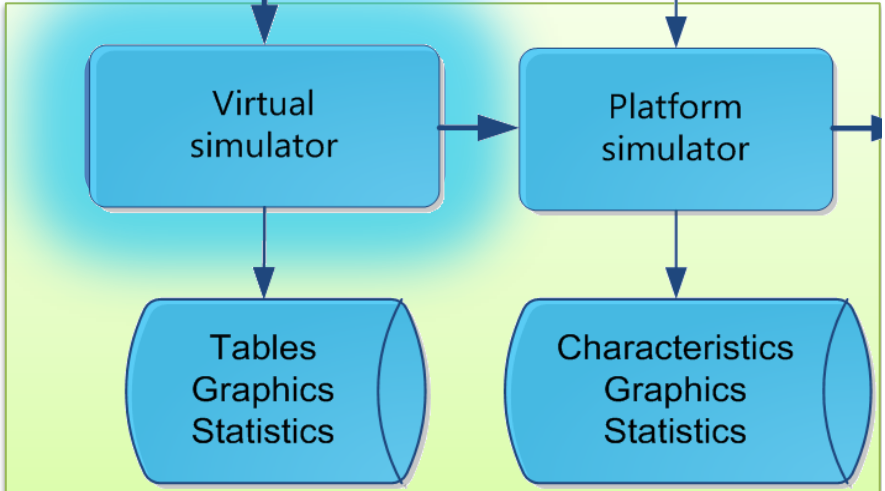 Virtual
simulator
Platform
simulator
Tables
Graphics
Statistics
Characteristics
Graphics
Statistics